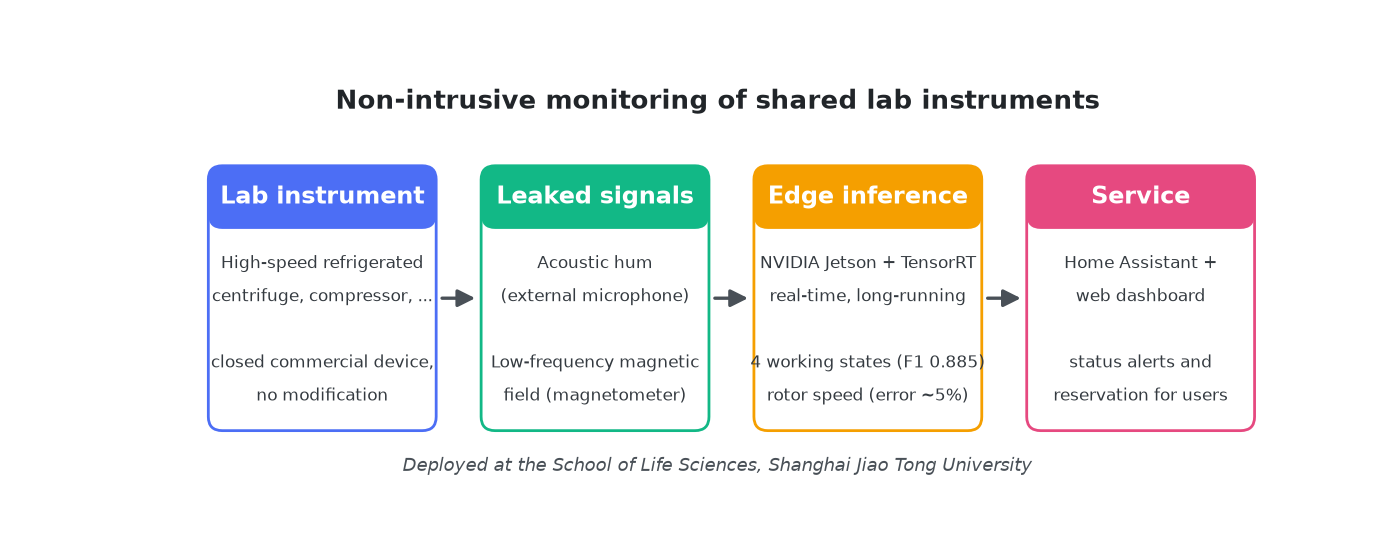 Non-intrusive monitoring of shared lab instruments
Lab instrument
High-speed refrigerated
centrifuge, compressor, ...
closed commercial device,
no modification
Leaked signals
Acoustic hum
(external microphone)
Low-frequency magnetic
field (magnetometer)
Edge inference
NVIDIA Jetson + TensorRT
real-time, long-running
4 working states (F1 0.885)
rotor speed (error ~5%)
Service
Home Assistant +
web dashboard
status alerts and
reservation for users
Deployed at the School of Life Sciences, Shanghai Jiao Tong University